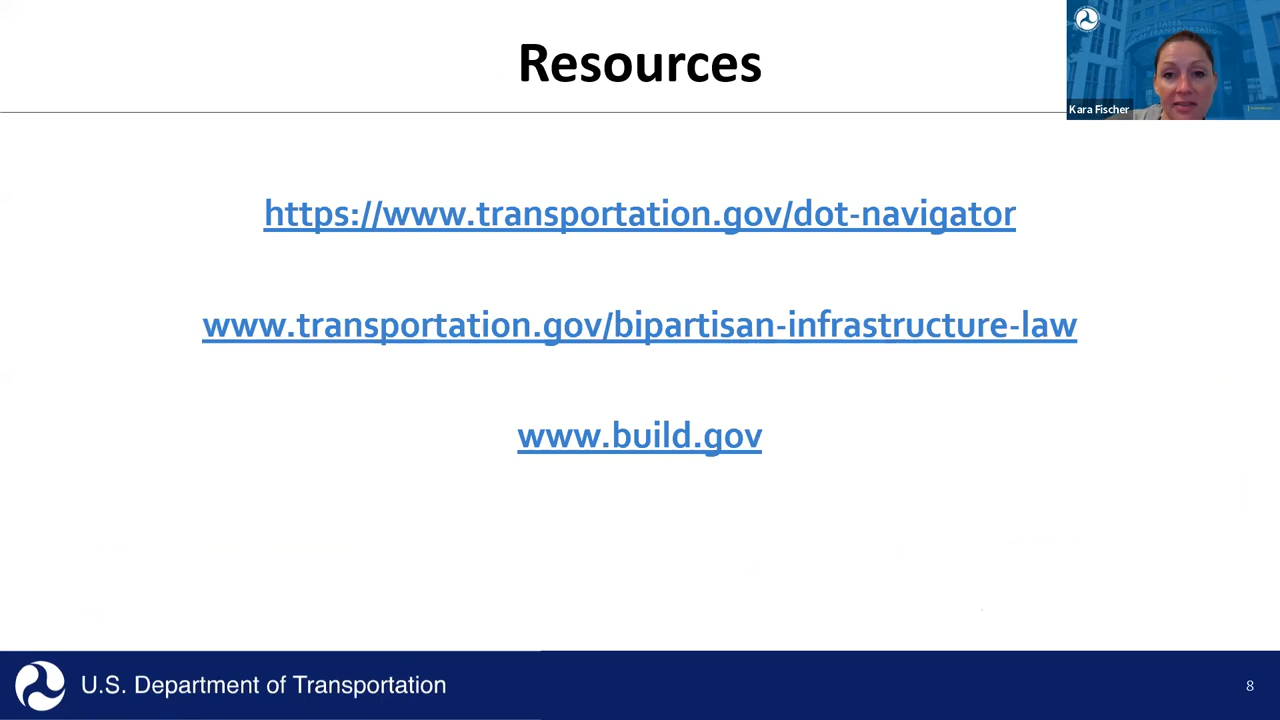 Resources
Kara Fischer
https://www.transportation.gov/dot-navigator
www.transportation.gov/bipartisan-infrastructure-law
www.build.gov
U.S. Department of Transportation
8